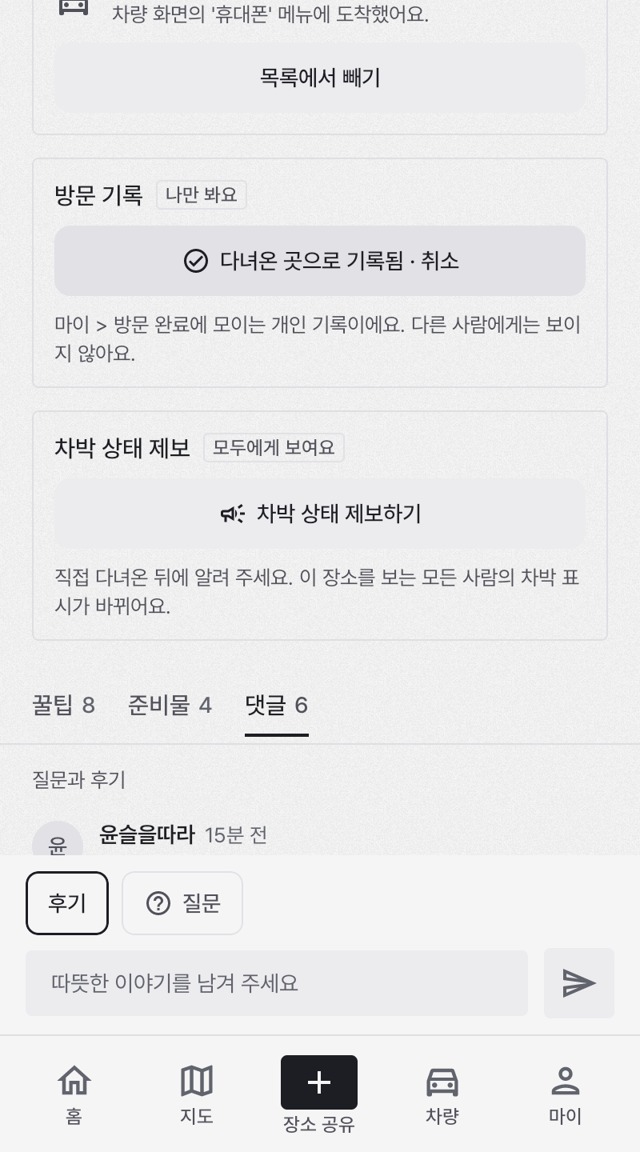 차량 화면의 '휴대폰' 메뉴에 도착했어요.
목록에서 빼기
방문 기록 나만 봐요
다녀온 곳으로 기록됨 · 취소
마이 > 방문 완료에 모이는 개인 기록이에요. 다른 사람에게는 보이
지 않아요.
차박 상태 제보 모두에게 보여요
차박 상태 제보하기
직접 다녀온 뒤에 알려 주세요. 이 장소를 보는 모든 사람의 차박 표
시가 바뀌어요.
꿀팁 8 준비물 4 댓글 6
질문과 후기
윤 윤슬을따라 15분 전
후기 질문
따뜻한 이야기를 남겨 주세요
홈 지도 장소 공유 차량 마이